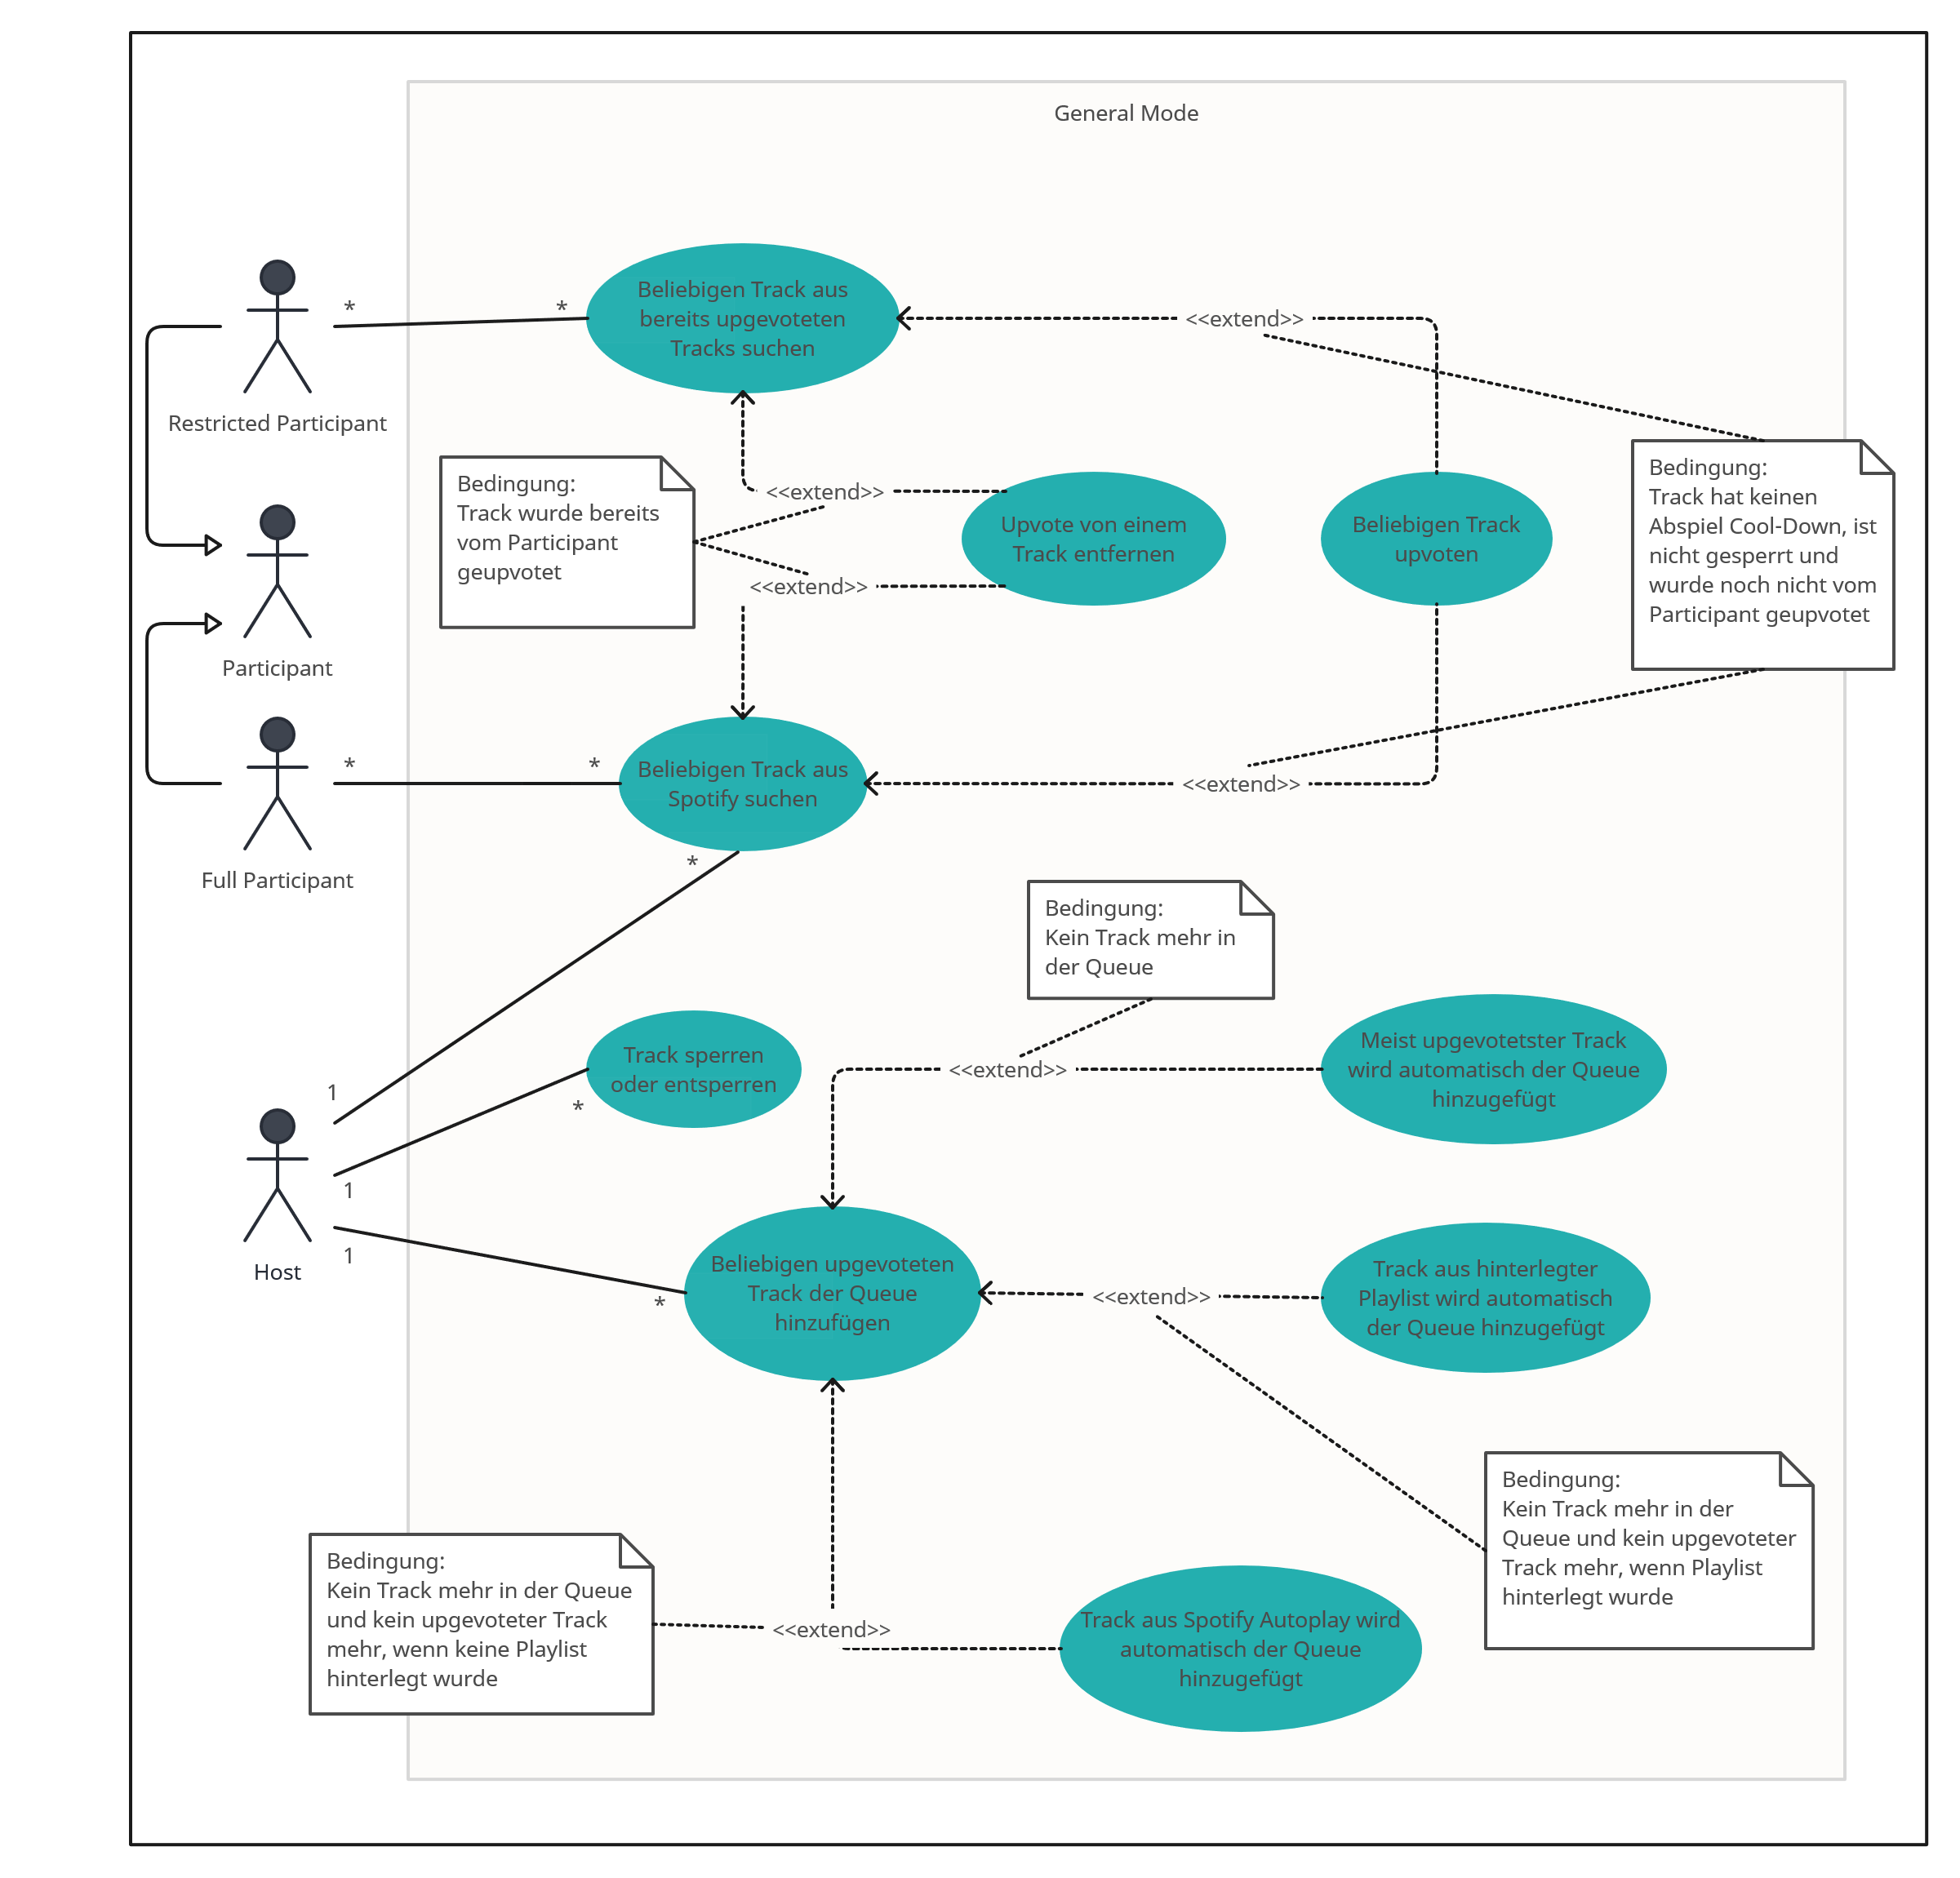 General Mode
Restricted Participant
*
*
Beliebigen Track aus
bereits upgevoteten
Tracks suchen
<<extend>>
Bedingung:
Track wurde bereits
vom Participant
geupvotet
<<extend>>
<<extend>>
Upvote von einem
Track entfernen
Beliebigen Track
upvoten
Bedingung:
Track hat keinen
Abspiel Cool-Down, ist
nicht gesperrt und
wurde noch nicht vom
Participant geupvotet
Participant
*
*
Beliebigen Track aus
Spotify suchen
<<extend>>
Full Participant
*
Bedingung:
Kein Track mehr in
der Queue
1
Track sperren
oder entsperren
*
<<extend>>
Meist upgevotetster Track
wird automatisch der Queue
hinzugefügt
1
1
Host
*
Beliebigen upgevoteten
Track der Queue
hinzufügen
<<extend>>
Track aus hinterlegter
Playlist wird automatisch
der Queue hinzugefügt
Bedingung:
Kein Track mehr in der
Queue und kein upgevoteter
Track mehr, wenn Playlist
hinterlegt wurde
Bedingung:
Kein Track mehr in der Queue
und kein upgevoteter Track
mehr, wenn keine Playlist
hinterlegt wurde
<<extend>>
Track aus Spotify Autoplay wird
automatisch der Queue
hinzugefügt